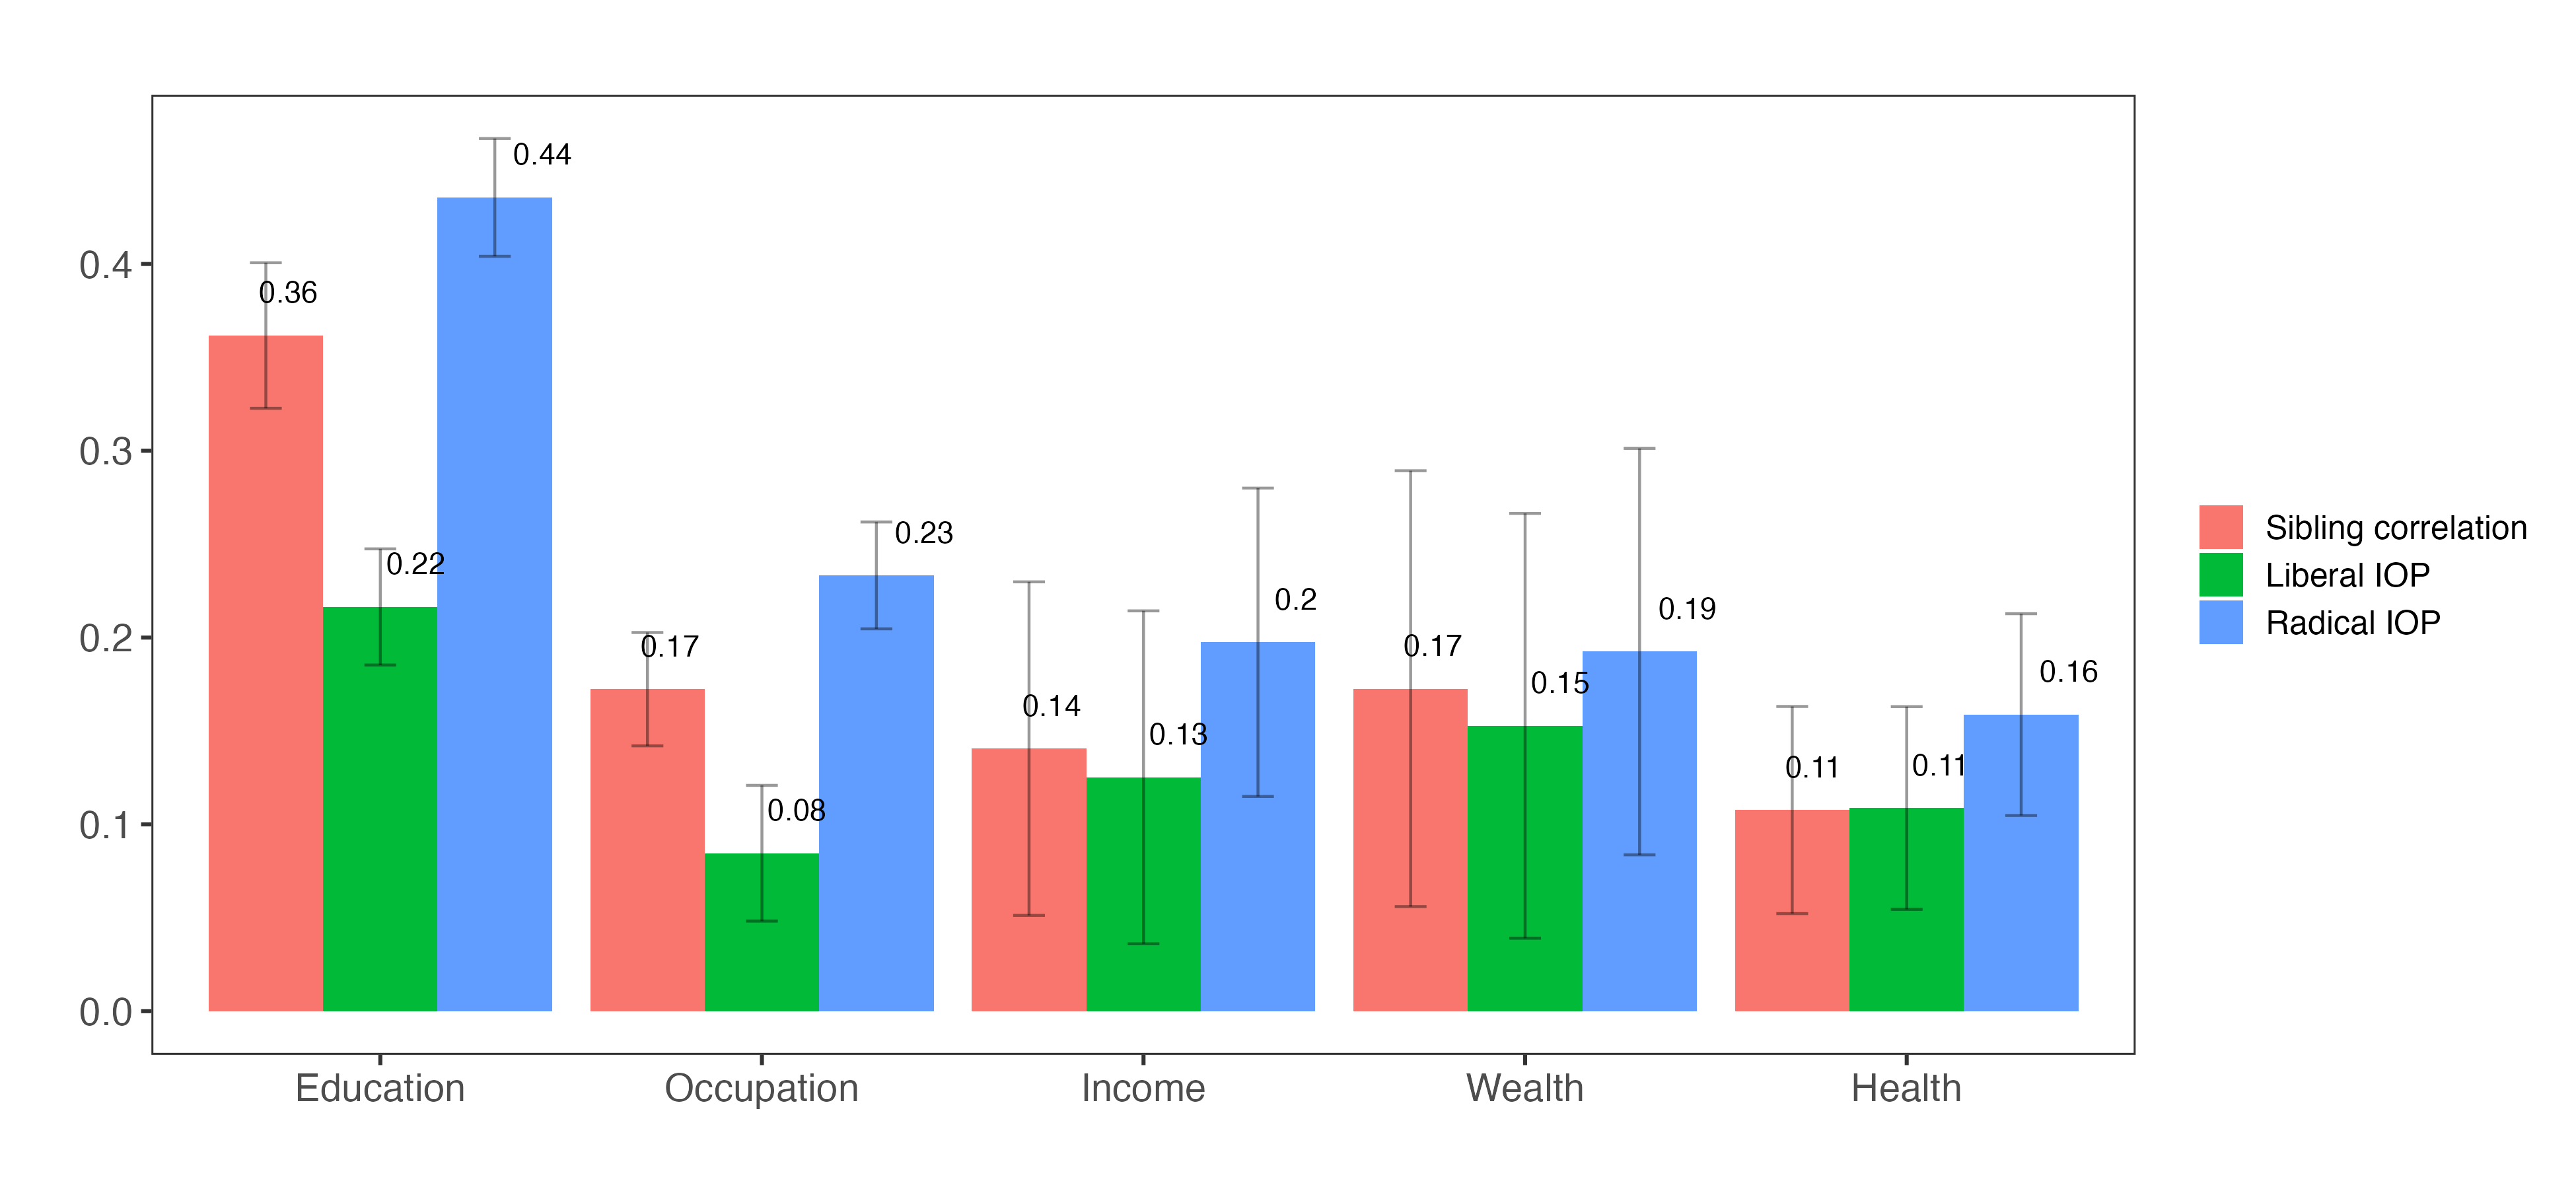 0.4
0.3
0.2
0.1
0.0
0.36
0.22
0.44
0.17
0.08
0.23
0.14
0.13
0.2
0.17
0.15
0.19
0.11
0.11
0.16
Education
Occupation
Income
Wealth
Health
Sibling correlation
Liberal IOP
Radical IOP